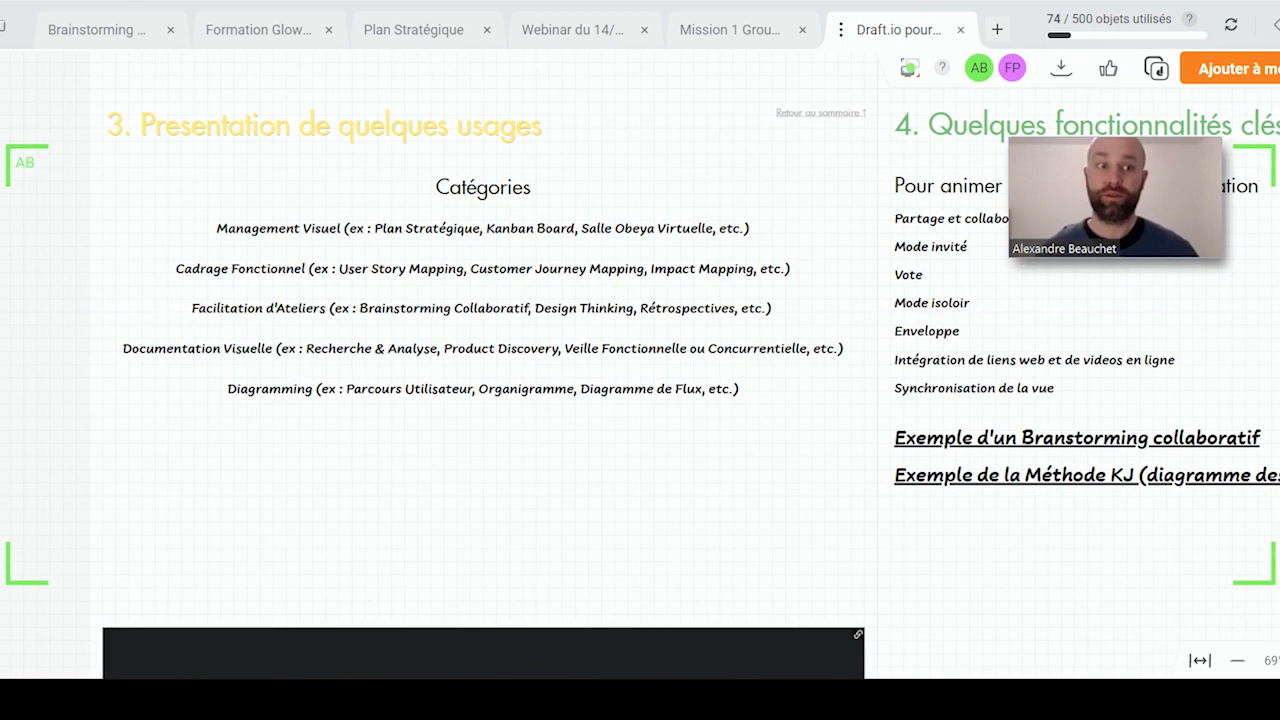 Brainstorming ...
Formation Glow...
Plan Stratégique
Webinar du 14/...
Mission 1 Grou...
Draft.io pour...
74 / 500 objets utilisés
?
?
AB
FP
Ajouter à m
3. Presentation de quelques usages
Retour au sommaire ↑
AB
Catégories
Management Visuel (ex : Plan Stratégique, Kanban Board, Salle Obeya Virtuelle, etc.)
Cadrage Fonctionnel (ex : User Story Mapping, Customer Journey Mapping, Impact Mapping, etc.)
Facilitation d'Ateliers (ex : Brainstorming Collaboratif, Design Thinking, Rétrospectives, etc.)
Documentation Visuelle (ex : Recherche & Analyse, Product Discovery, Veille Fonctionnelle ou Concurrentielle, etc.)
Diagramming (ex : Parcours Utilisateur, Organigramme, Diagramme de Flux, etc.)
4. Quelques fonctionnalités clés
Pour animer ation
Partage et collabo
Mode invité
Vote
Mode isoloir
Enveloppe
Intégration de liens web et de videos en ligne
Synchronisation de la vue
Exemple d'un Branstorming collaboratif
Exemple de la Méthode KJ (diagramme des
Alexandre Beauchet
69